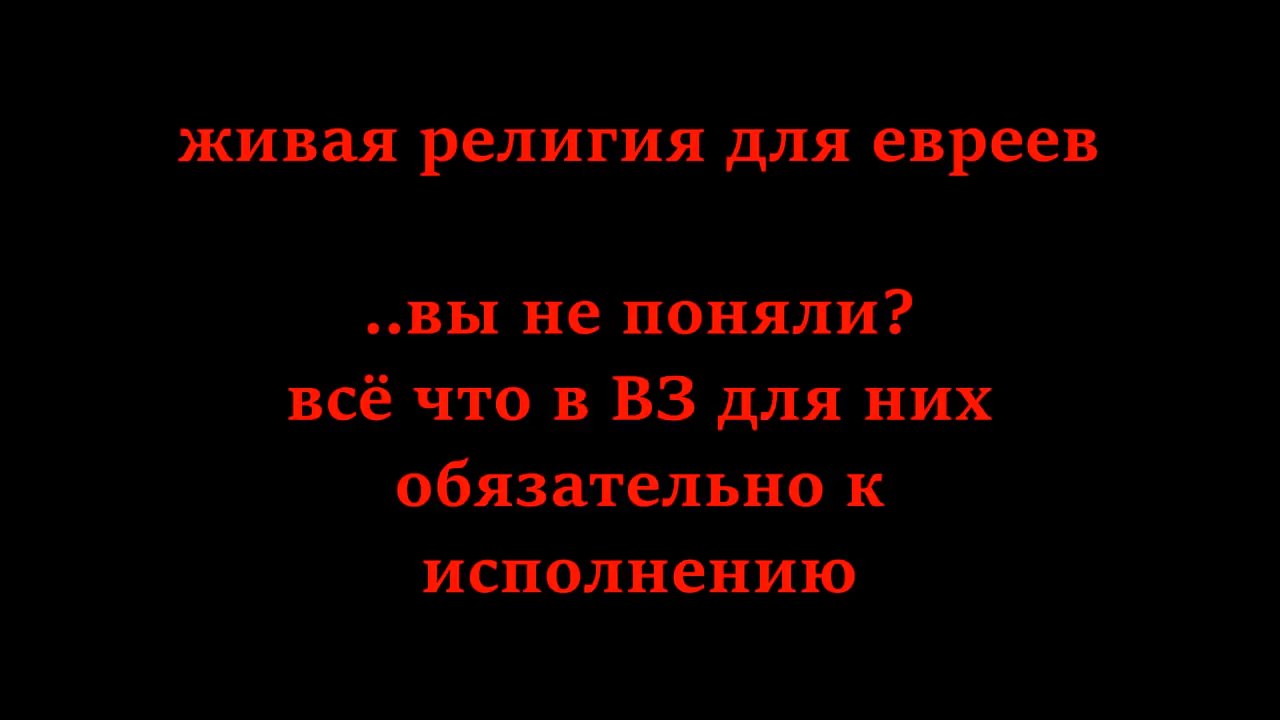 живая религия для евреев
..вы не поняли?
всё что в ВЗ для них
обязательно к
исполнению